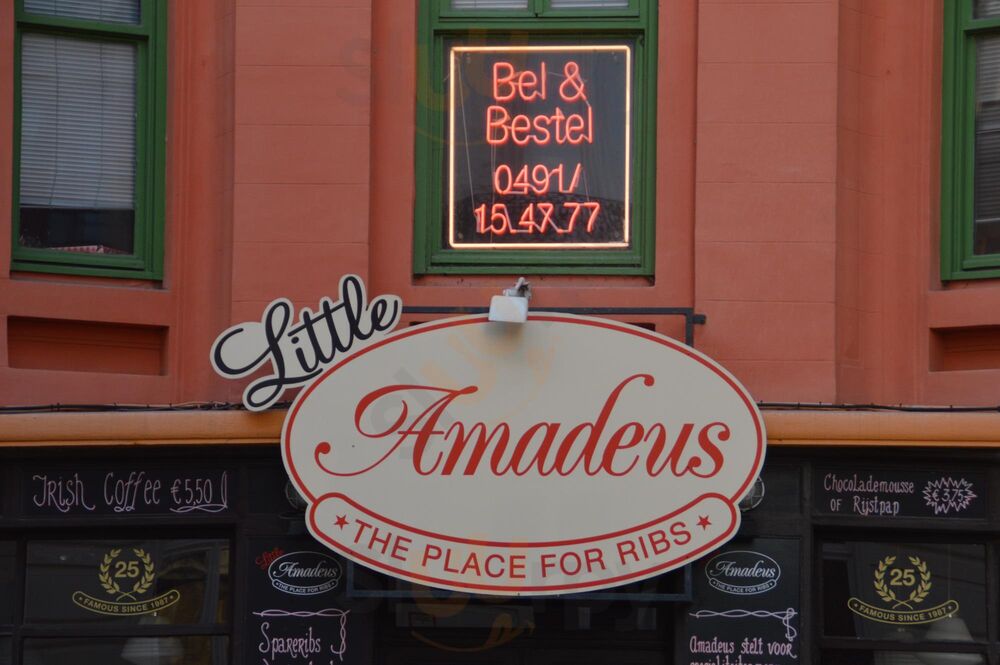 Bel &
Bestel
0491/
15.47.77
Little
Amadeus
★ THE PLACE FOR RIBS ★
Irish Coffee €5,50
Chocolademousse
of Rijstpap
€3,75
25
FAMOUS SINCE 1987
Little
Amadeus
THE PLACE FOR RIBS
Spareribs
Amadeus
THE PLACE FOR RIBS
Amadeus stelt voor
25
FAMOUS SINCE 1987